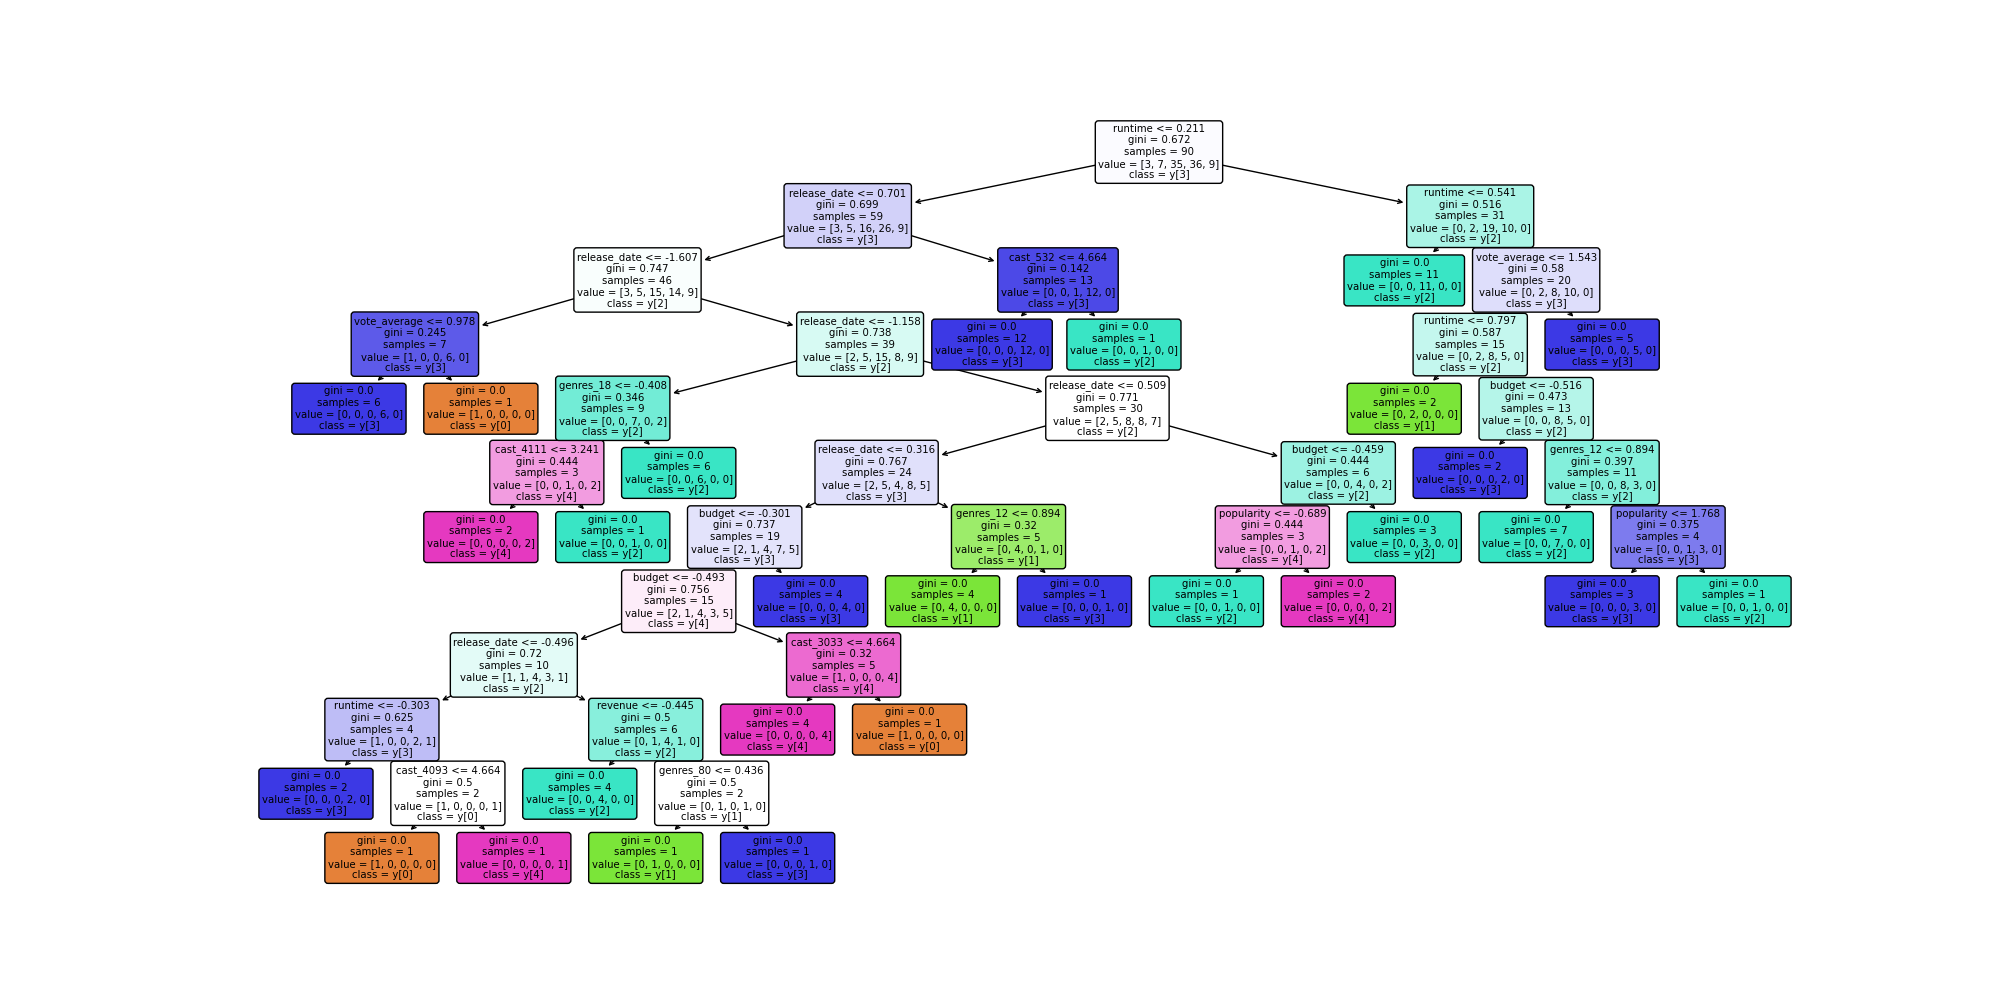 runtime <= 0.211
gini = 0.672
samples = 90
value = [3, 7, 35, 36, 9]
class = y[3]
release_date <= 0.701
gini = 0.699
samples = 59
value = [3, 5, 16, 26, 9]
class = y[3]
runtime <= 0.541
gini = 0.516
samples = 31
value = [0, 2, 19, 10, 0]
class = y[2]
release_date <= -1.607
gini = 0.747
samples = 46
value = [3, 5, 15, 14, 9]
class = y[2]
cast_532 <= 4.664
gini = 0.142
samples = 13
value = [0, 0, 1, 12, 0]
class = y[3]
gini = 0.0
samples = 11
value = [0, 0, 11, 0, 0]
class = y[2]
vote_average <= 1.543
gini = 0.58
samples = 20
value = [0, 2, 8, 10, 0]
class = y[3]
vote_average <= 0.978
gini = 0.245
samples = 7
value = [1, 0, 0, 6, 0]
class = y[3]
release_date <= -1.158
gini = 0.738
samples = 39
value = [2, 5, 15, 8, 9]
class = y[2]
gini = 0.0
samples = 12
value = [0, 0, 0, 12, 0]
class = y[3]
gini = 0.0
samples = 1
value = [0, 0, 1, 0, 0]
class = y[2]
runtime <= 0.797
gini = 0.587
samples = 15
value = [0, 2, 8, 5, 0]
class = y[2]
gini = 0.0
samples = 5
value = [0, 0, 0, 5, 0]
class = y[3]
gini = 0.0
samples = 6
value = [0, 0, 0, 6, 0]
class = y[3]
gini = 0.0
samples = 1
value = [1, 0, 0, 0, 0]
class = y[0]
genres_18 <= -0.408
gini = 0.346
samples = 9
value = [0, 0, 7, 0, 2]
class = y[2]
release_date <= 0.509
gini = 0.771
samples = 30
value = [2, 5, 8, 8, 7]
class = y[2]
gini = 0.0
samples = 2
value = [0, 2, 0, 0, 0]
class = y[1]
budget <= -0.516
gini = 0.473
samples = 13
value = [0, 0, 8, 5, 0]
class = y[2]
cast_4111 <= 3.241
gini = 0.444
samples = 3
value = [0, 0, 1, 0, 2]
class = y[4]
gini = 0.0
samples = 6
value = [0, 0, 6, 0, 0]
class = y[2]
release_date <= 0.316
gini = 0.767
samples = 24
value = [2, 5, 4, 8, 5]
class = y[3]
budget <= -0.459
gini = 0.444
samples = 6
value = [0, 0, 4, 0, 2]
class = y[2]
gini = 0.0
samples = 2
value = [0, 0, 0, 2, 0]
class = y[3]
genres_12 <= 0.894
gini = 0.397
samples = 11
value = [0, 0, 8, 3, 0]
class = y[2]
gini = 0.0
samples = 2
value = [0, 0, 0, 0, 2]
class = y[4]
gini = 0.0
samples = 1
value = [0, 0, 1, 0, 0]
class = y[2]
budget <= -0.301
gini = 0.737
samples = 19
value = [2, 1, 4, 7, 5]
class = y[3]
genres_12 <= 0.894
gini = 0.32
samples = 5
value = [0, 4, 0, 1, 0]
class = y[1]
popularity <= -0.689
gini = 0.444
samples = 3
value = [0, 0, 1, 0, 2]
class = y[4]
gini = 0.0
samples = 3
value = [0, 0, 3, 0, 0]
class = y[2]
gini = 0.0
samples = 7
value = [0, 0, 7, 0, 0]
class = y[2]
popularity <= 1.768
gini = 0.375
samples = 4
value = [0, 0, 1, 3, 0]
class = y[3]
budget <= -0.493
gini = 0.756
samples = 15
value = [2, 1, 4, 3, 5]
class = y[4]
gini = 0.0
samples = 4
value = [0, 0, 0, 4, 0]
class = y[3]
gini = 0.0
samples = 4
value = [0, 4, 0, 0, 0]
class = y[1]
gini = 0.0
samples = 1
value = [0, 0, 0, 1, 0]
class = y[3]
gini = 0.0
samples = 1
value = [0, 0, 1, 0, 0]
class = y[2]
gini = 0.0
samples = 2
value = [0, 0, 0, 0, 2]
class = y[4]
gini = 0.0
samples = 3
value = [0, 0, 0, 3, 0]
class = y[3]
gini = 0.0
samples = 1
value = [0, 0, 1, 0, 0]
class = y[2]
release_date <= -0.496
gini = 0.72
samples = 10
value = [1, 1, 4, 3, 1]
class = y[2]
cast_3033 <= 4.664
gini = 0.32
samples = 5
value = [1, 0, 0, 0, 4]
class = y[4]
runtime <= -0.303
gini = 0.625
samples = 4
value = [1, 0, 0, 2, 1]
class = y[3]
revenue <= -0.445
gini = 0.5
samples = 6
value = [0, 1, 4, 1, 0]
class = y[2]
gini = 0.0
samples = 4
value = [0, 0, 0, 0, 4]
class = y[4]
gini = 0.0
samples = 1
value = [1, 0, 0, 0, 0]
class = y[0]
gini = 0.0
samples = 2
value = [0, 0, 0, 2, 0]
class = y[3]
cast_4093 <= 4.664
gini = 0.5
samples = 2
value = [1, 0, 0, 0, 1]
class = y[0]
gini = 0.0
samples = 4
value = [0, 0, 4, 0, 0]
class = y[2]
genres_80 <= 0.436
gini = 0.5
samples = 2
value = [0, 1, 0, 1, 0]
class = y[1]
gini = 0.0
samples = 1
value = [1, 0, 0, 0, 0]
class = y[0]
gini = 0.0
samples = 1
value = [0, 0, 0, 0, 1]
class = y[4]
gini = 0.0
samples = 1
value = [0, 1, 0, 0, 0]
class = y[1]
gini = 0.0
samples = 1
value = [0, 0, 0, 1, 0]
class = y[3]